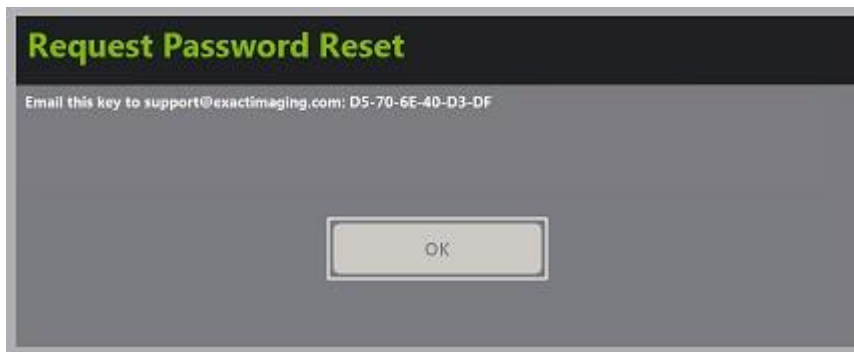 Request Password Reset
Email this key to support@exactimaging.com: D5-70-6E-40-D3-DF
OK